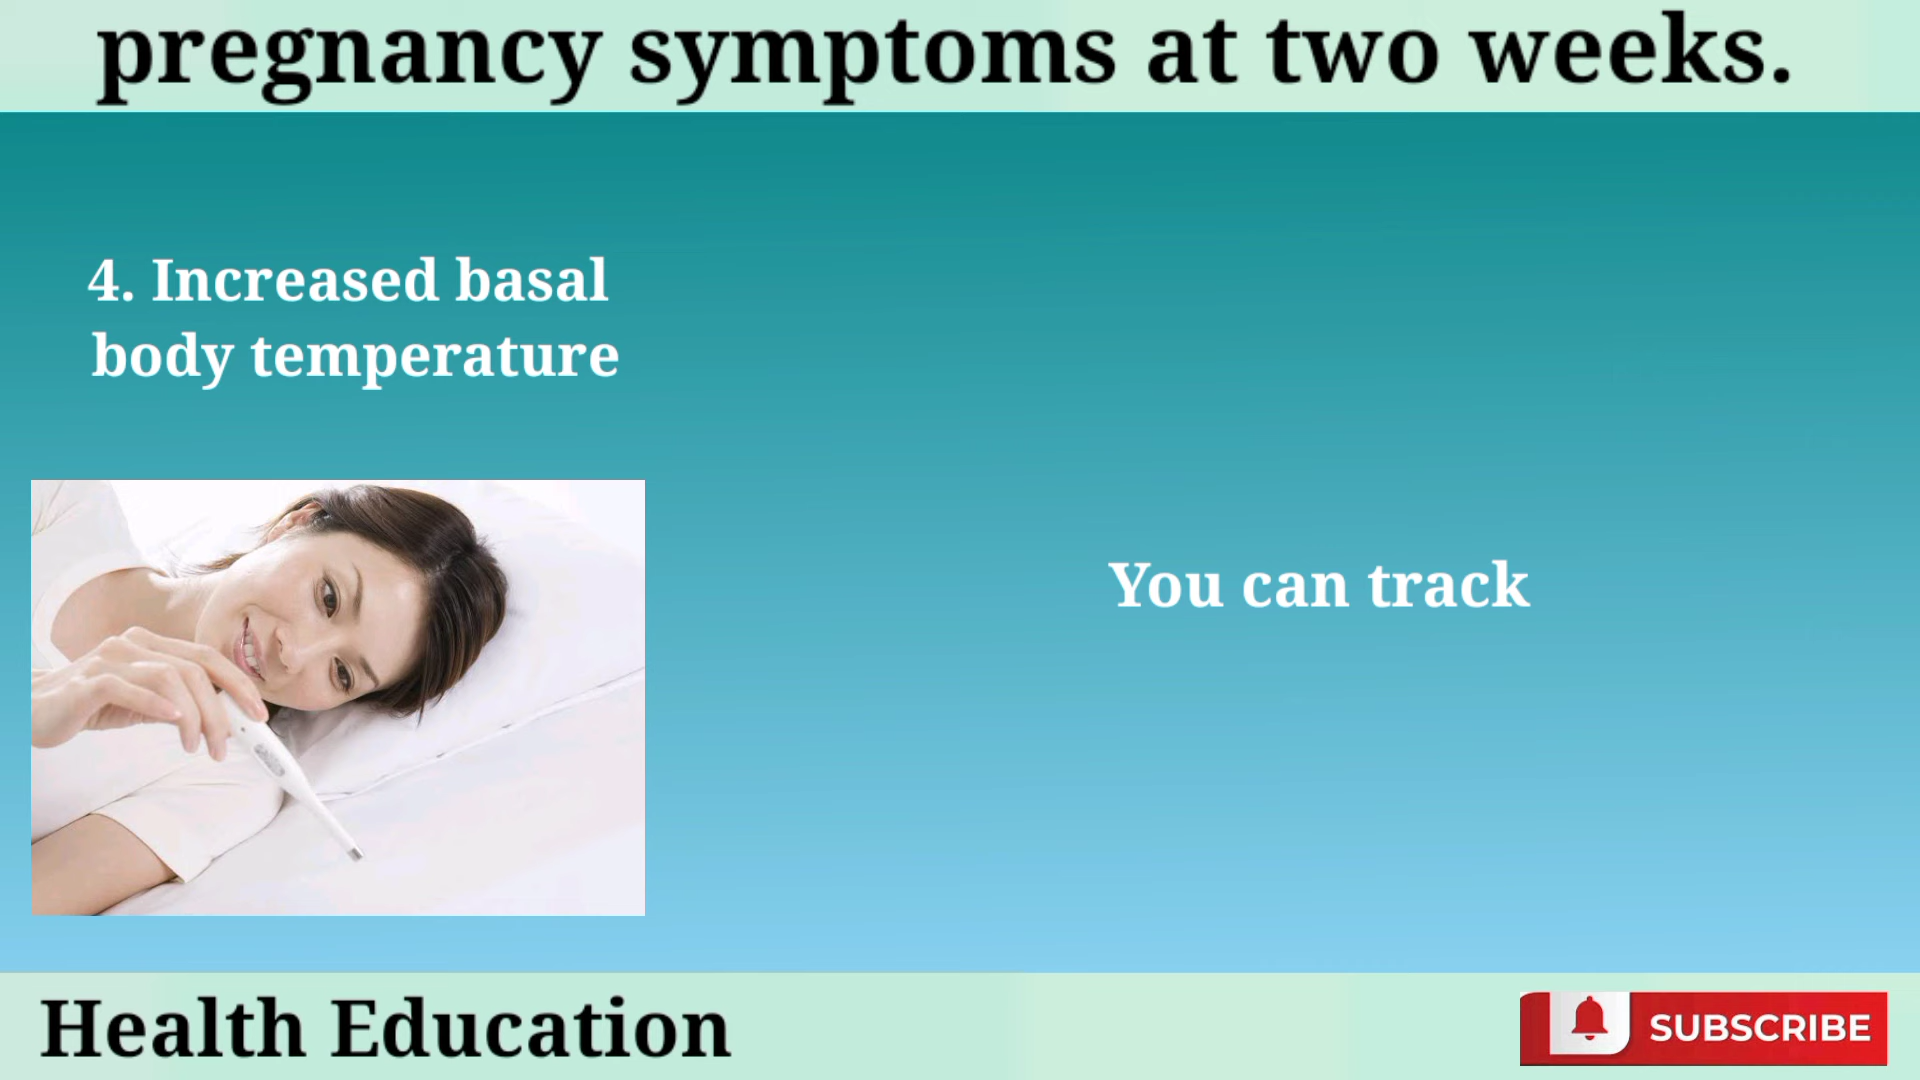 pregnancy symptoms at two weeks.
4. Increased basal
body temperature
You can track
Health Education
SUBSCRIBE